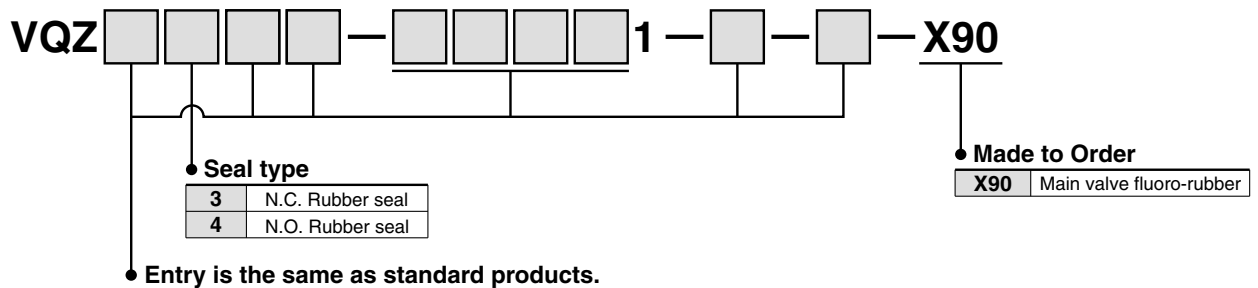 VQZ — 1 — — X90
Seal type
3 N.C. Rubber seal
4 N.O. Rubber seal
Made to Order
X90 Main valve fluoro-rubber
Entry is the same as standard products.